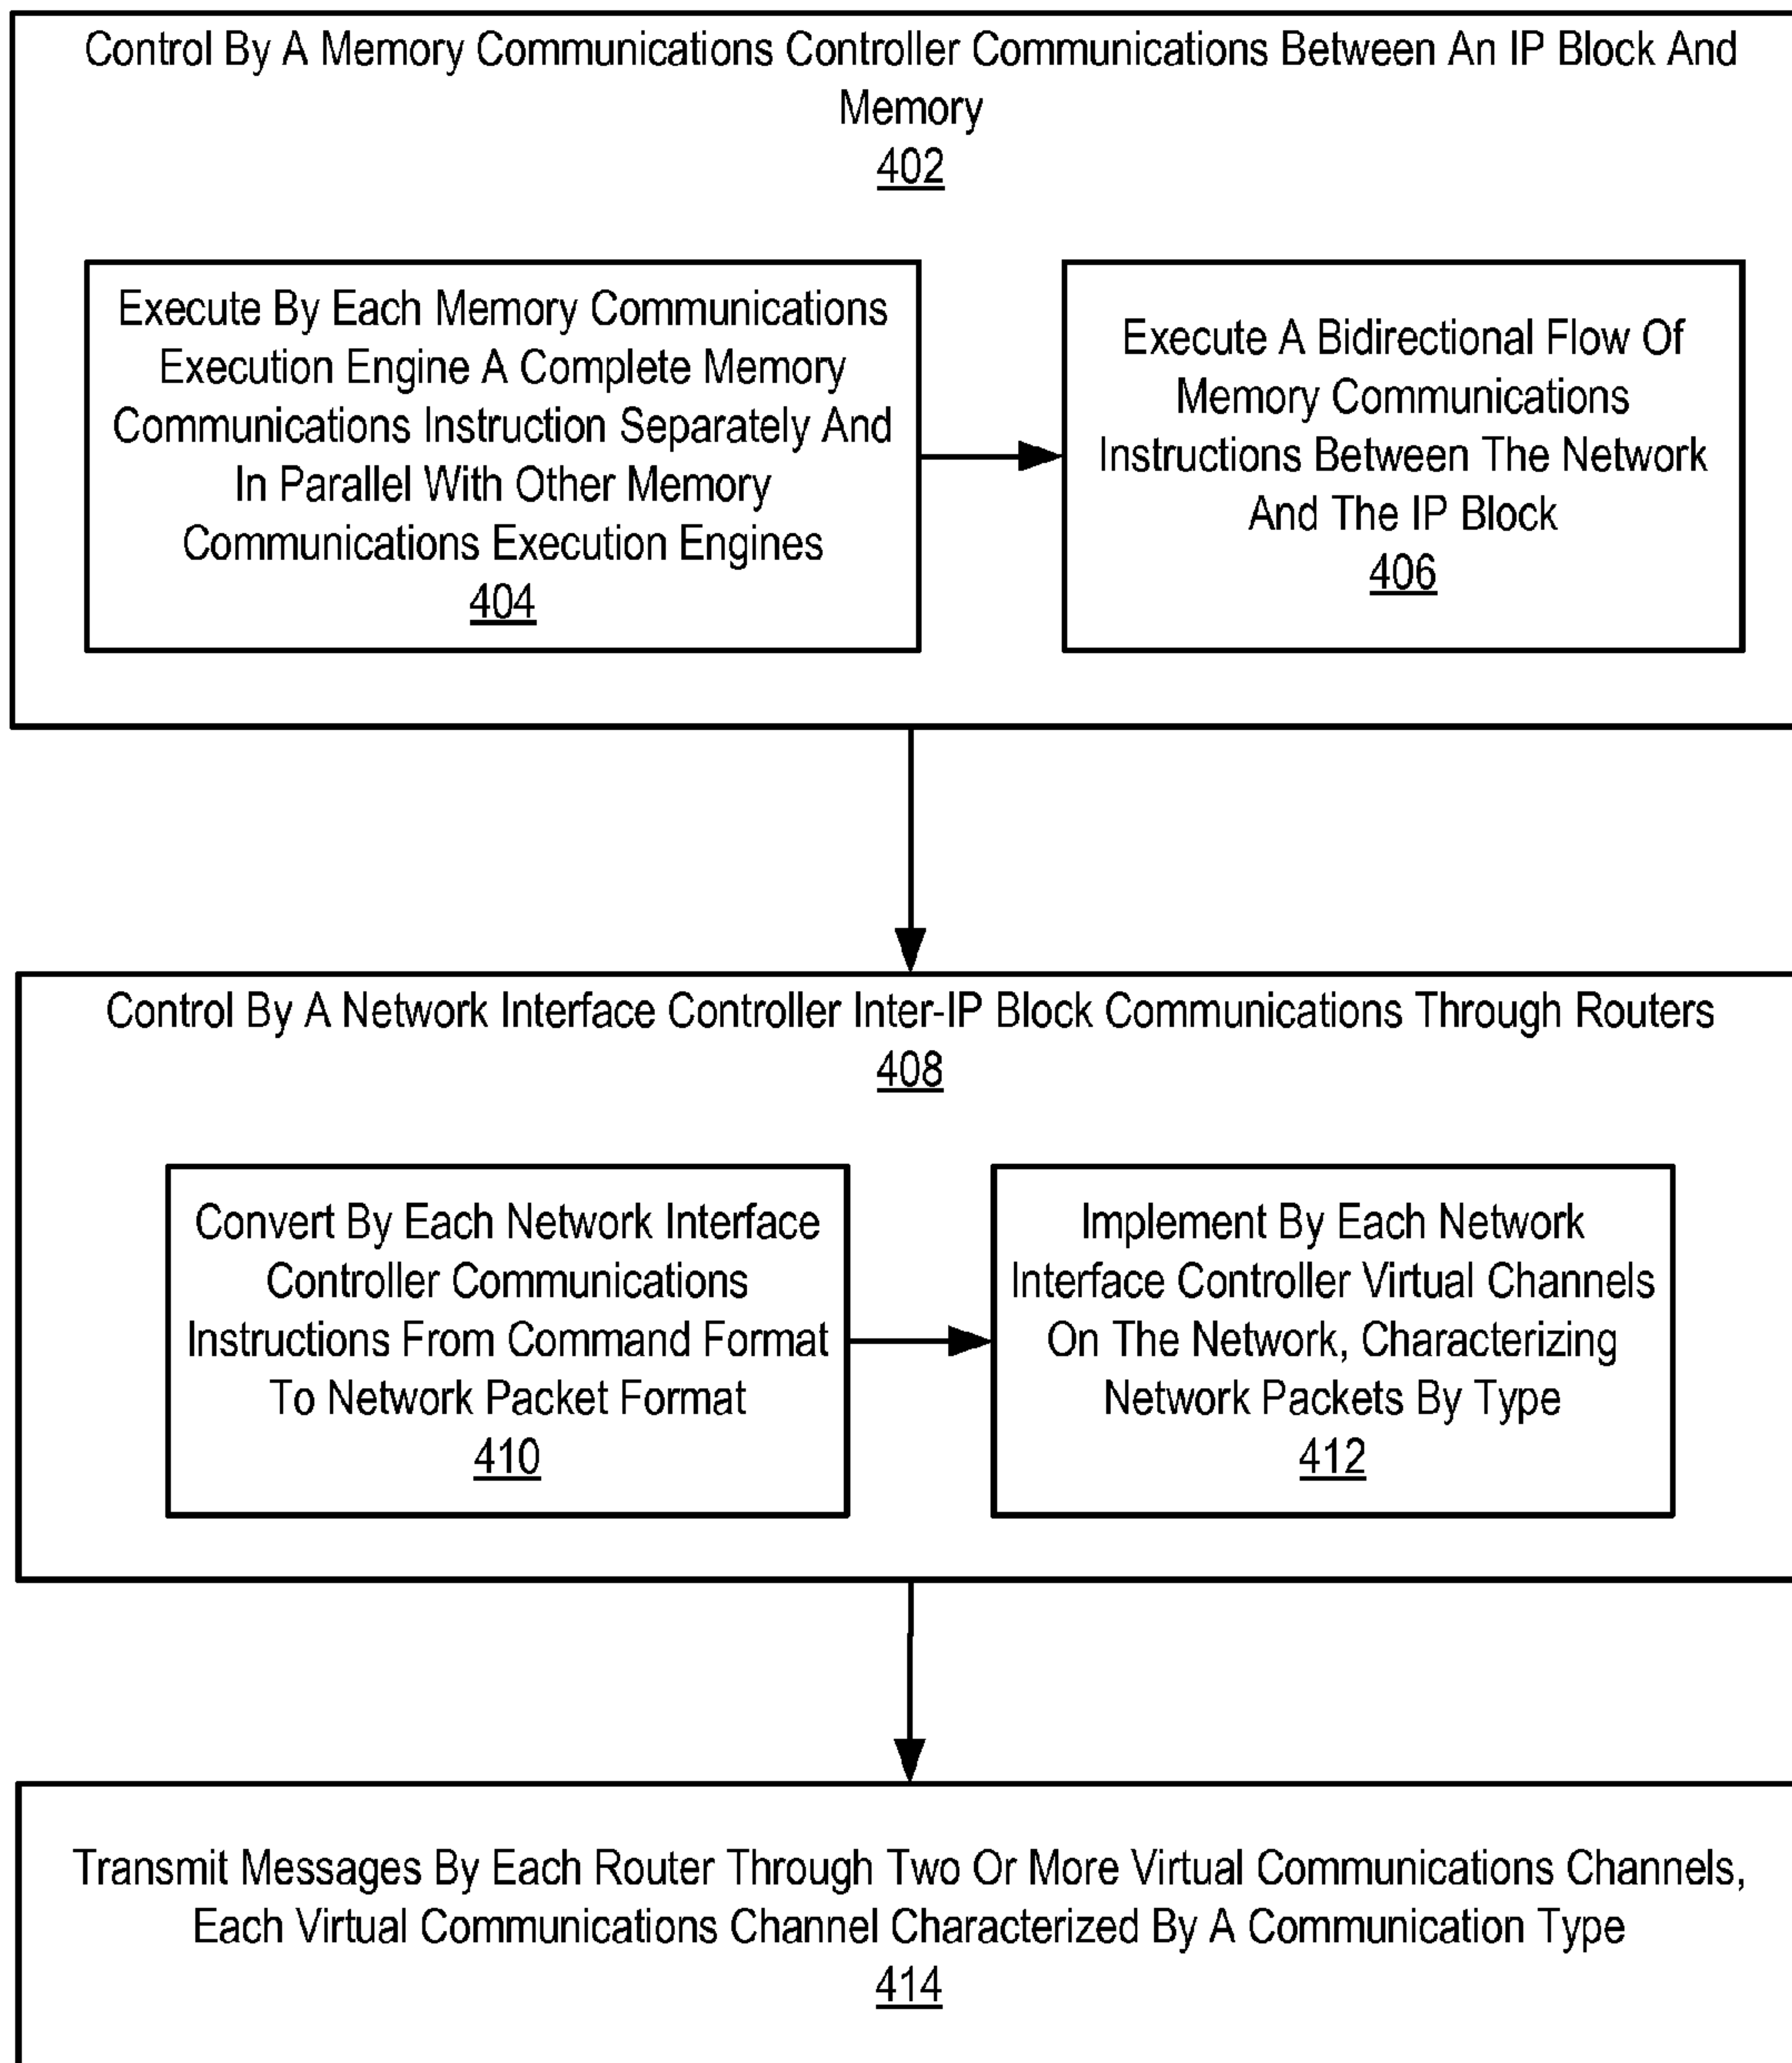 Control By A Memory Communications Controller Communications Between An IP Block And
Memory
402
Execute By Each Memory Communications
Execution Engine A Complete Memory
Communications Instruction Separately And
In Parallel With Other Memory
Communications Execution Engines
404
Execute A Bidirectional Flow Of
Memory Communications
Instructions Between The Network
And The IP Block
406
Control By A Network Interface Controller Inter-IP Block Communications Through Routers
408
Convert By Each Network Interface
Controller Communications
Instructions From Command Format
To Network Packet Format
410
Implement By Each Network
Interface Controller Virtual Channels
On The Network, Characterizing
Network Packets By Type
412
Transmit Messages By Each Router Through Two Or More Virtual Communications Channels,
Each Virtual Communications Channel Characterized By A Communication Type
414